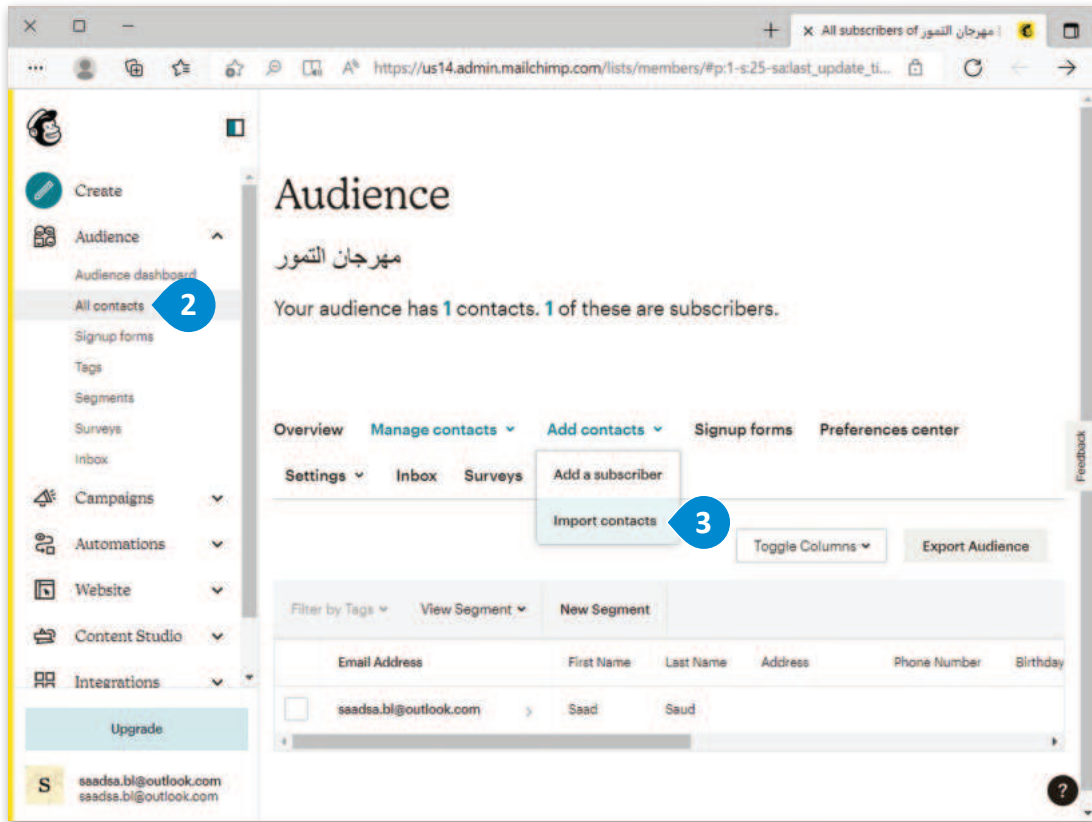 All subscribers of مهرجان التمور
https://us14.admin.mailchimp.com/lists/members/#p:1-s:25-sa:last_update_ti...
Create
Audience
Audience dashboard
All contacts
2
Signup forms
Tags
Segments
Surveys
Inbox
Campaigns
Automations
Website
Content Studio
Integrations
Upgrade
S
saadsa.bl@outlook.com
saadsa.bl@outlook.com
Audience
مهرجان التمور
Your audience has 1 contacts. 1 of these are subscribers.
Overview Manage contacts Add contacts Signup forms Preferences center
Settings Inbox Surveys Add a subscriber
Import contacts
3
Toggle Columns Export Audience
Filter by Tags View Segment New Segment
Email Address First Name Last Name Address Phone Number Birthday
saadsa.bl@outlook.com Saad Saud
Feedback
?